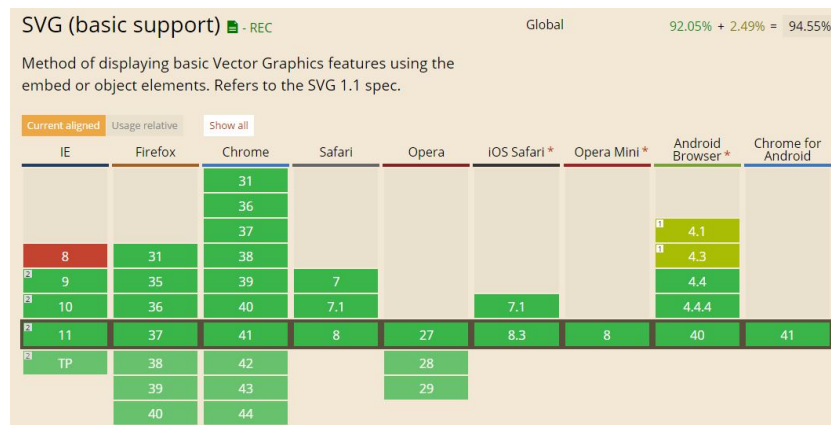 SVG (basic support) - REC
Global
92.05% + 2.49% = 94.55%
Method of displaying basic Vector Graphics features using the
embed or object elements. Refers to the SVG 1.1 spec.
Current aligned Usage relative Show all
IE Firefox Chrome Safari Opera iOS Safari * Opera Mini * Android Browser * Chrome for Android
31
36
37 1 4.1
8 31 38 1 4.3
2 9 35 39 7 4.4
2 10 36 40 7.1 7.1 4.4.4
2 11 37 41 8 27 8.3 8 40 41
2 TP 38 42 28
39 43 29
40 44